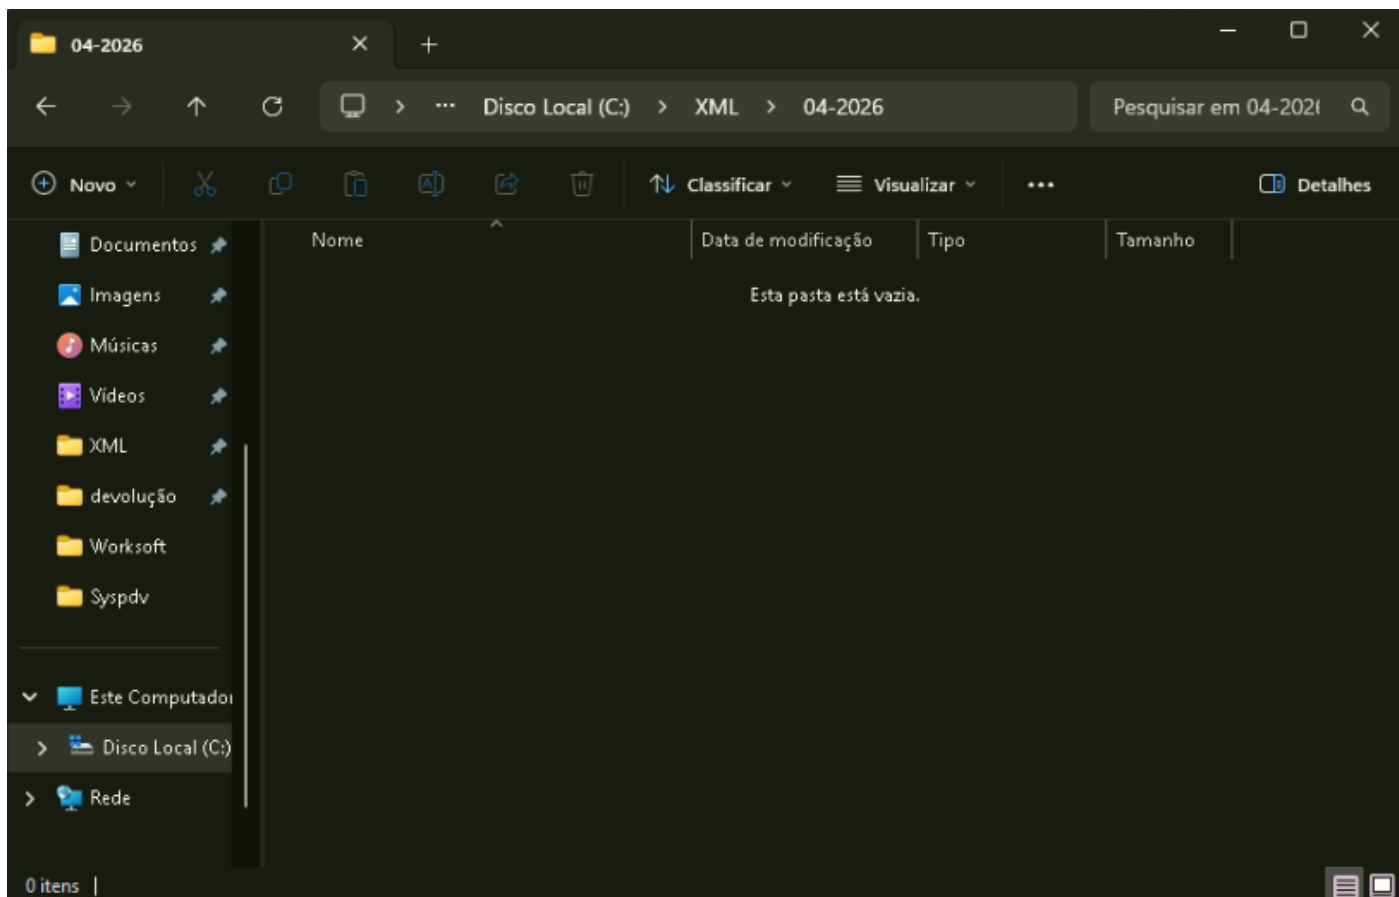 04-2026
Disco Local (C:) > XML > 04-2026
Pesquisar em 04-202
Novo
Classificar
Visualizar
Detalhes
Nome Data de modificação Tipo Tamanho
Esta pasta está vazia.
Documentos
Imagens
Músicas
Vídeos
XML
devolução
Worksoft
Syspdv
Este Computador
Disco Local (C:)
Rede
0 itens